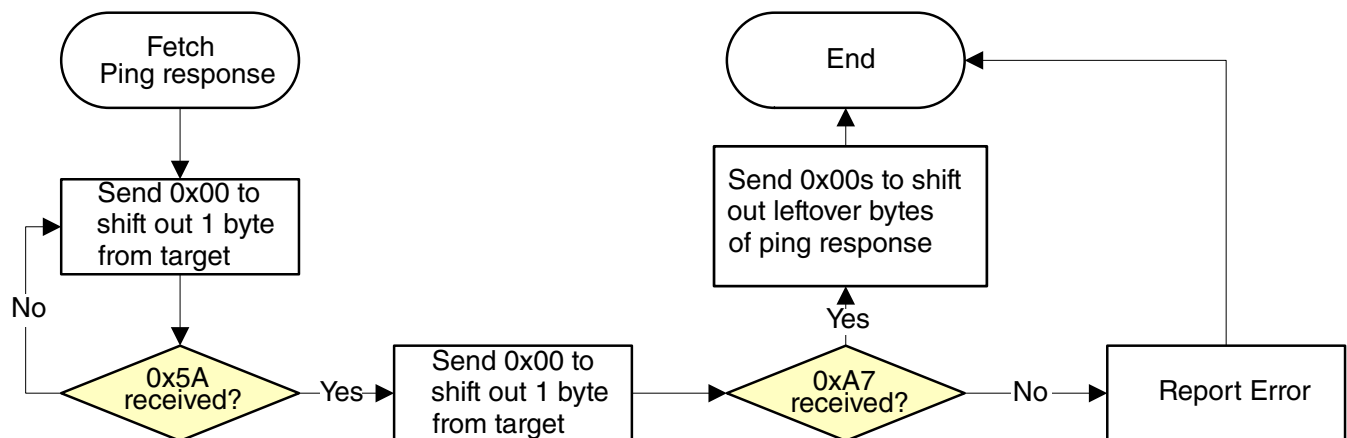 Fetch
Ping response
End
Send 0x00 to
shift out 1 byte
from target
Send 0x00s to shift
out leftover bytes
of ping response
No
Yes
0x5A
received?
Yes
Send 0x00 to
shift out 1 byte
from target
0xA7
received?
No
Report Error